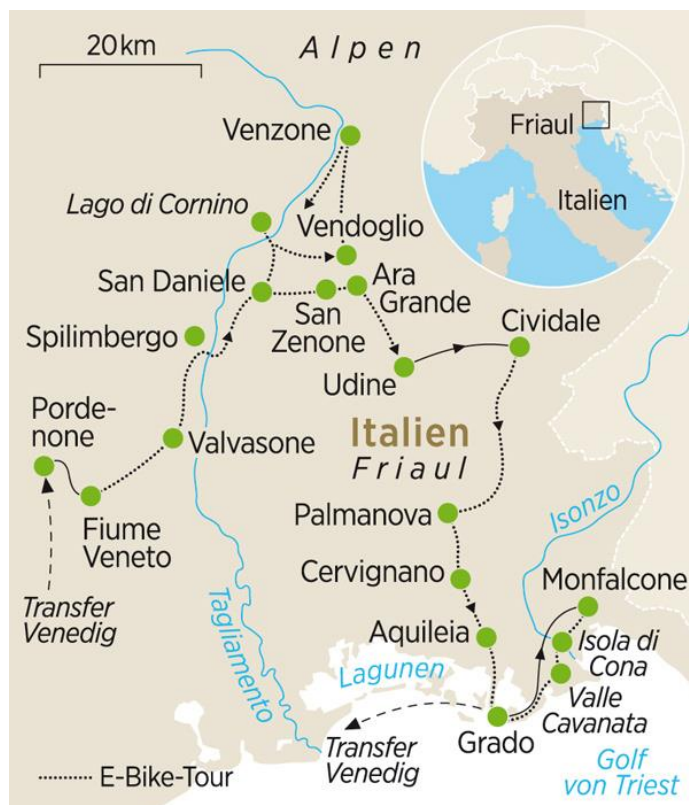 20 km
Alpen
Venzone
Friaul
Italien
Lago di Cornino
Vendoglio
San Daniele
Ara
Grande
San
Zenone
Cividale
Spilimbergo
Udine
Porde-
none
Valvasone
Italien
Friaul
Fiume
Veneto
Palmanova
Isonzo
Cervignano
Monfalcone
Transfer
Venedig
Tagliamento
Aquileia
Isola di
Cona
Lagunen
Valle
Cavanata
Grado
Transfer
Venedig
Golf
von Triest
E-Bike-Tour